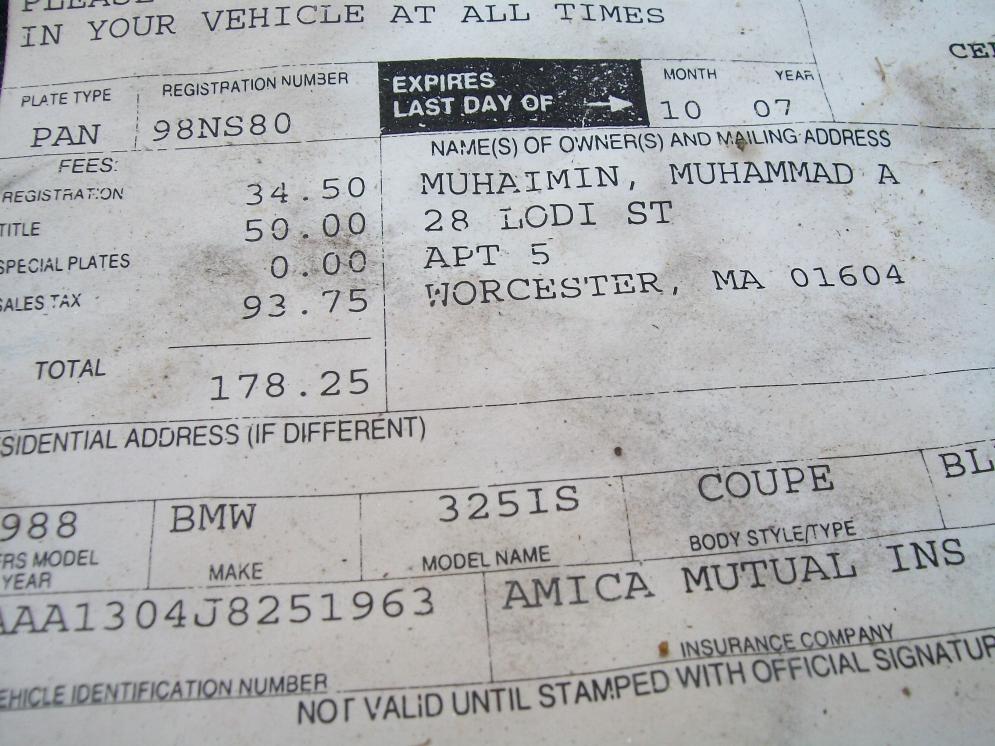 IN YOUR VEHICLE AT ALL TIMES
PLATE TYPE REGISTRATION NUMBER EXPIRES LAST DAY OF MONTH YEAR
PAN 98NS80 10 07
FEES: NAME(S) OF OWNER(S) AND MAILING ADDRESS
REGISTRATION 34.50 MUHAIMIN, MUHAMMAD A
TITLE 50.00 28 LODI ST
SPECIAL PLATES 0.00 APT 5
SALES TAX 93.75 WORCESTER, MA 01604
TOTAL 178.25
SIDENTIAL ADDRESS (IF DIFFERENT)
988 BMW 325IS COUPE BL
RS MODEL YEAR MAKE MODEL NAME BODY STYLE/TYPE
AAA1304J8251963 AMICA MUTUAL INS
EHICLE IDENTIFICATION NUMBER INSURANCE COMPANY
NOT VALID UNTIL STAMPED WITH OFFICIAL SIGNATUR